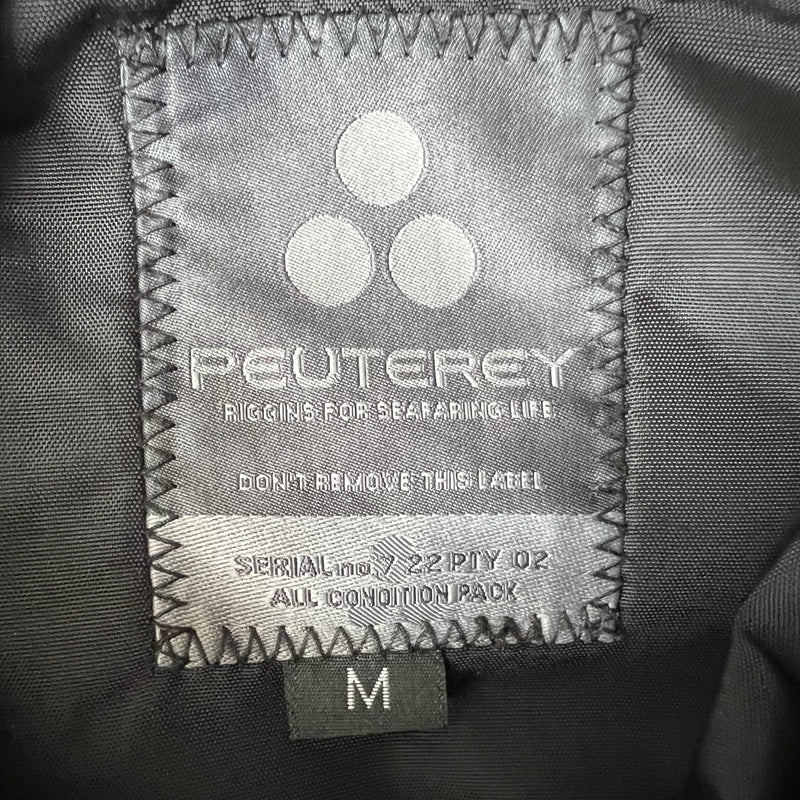 PEUTEREY
RIGGINS FOR SEAFARING LIFE
DON'T REMOVE THIS LABEL
SERIAL no, 7 22 PTY 02
ALL CONDITION PACK
M